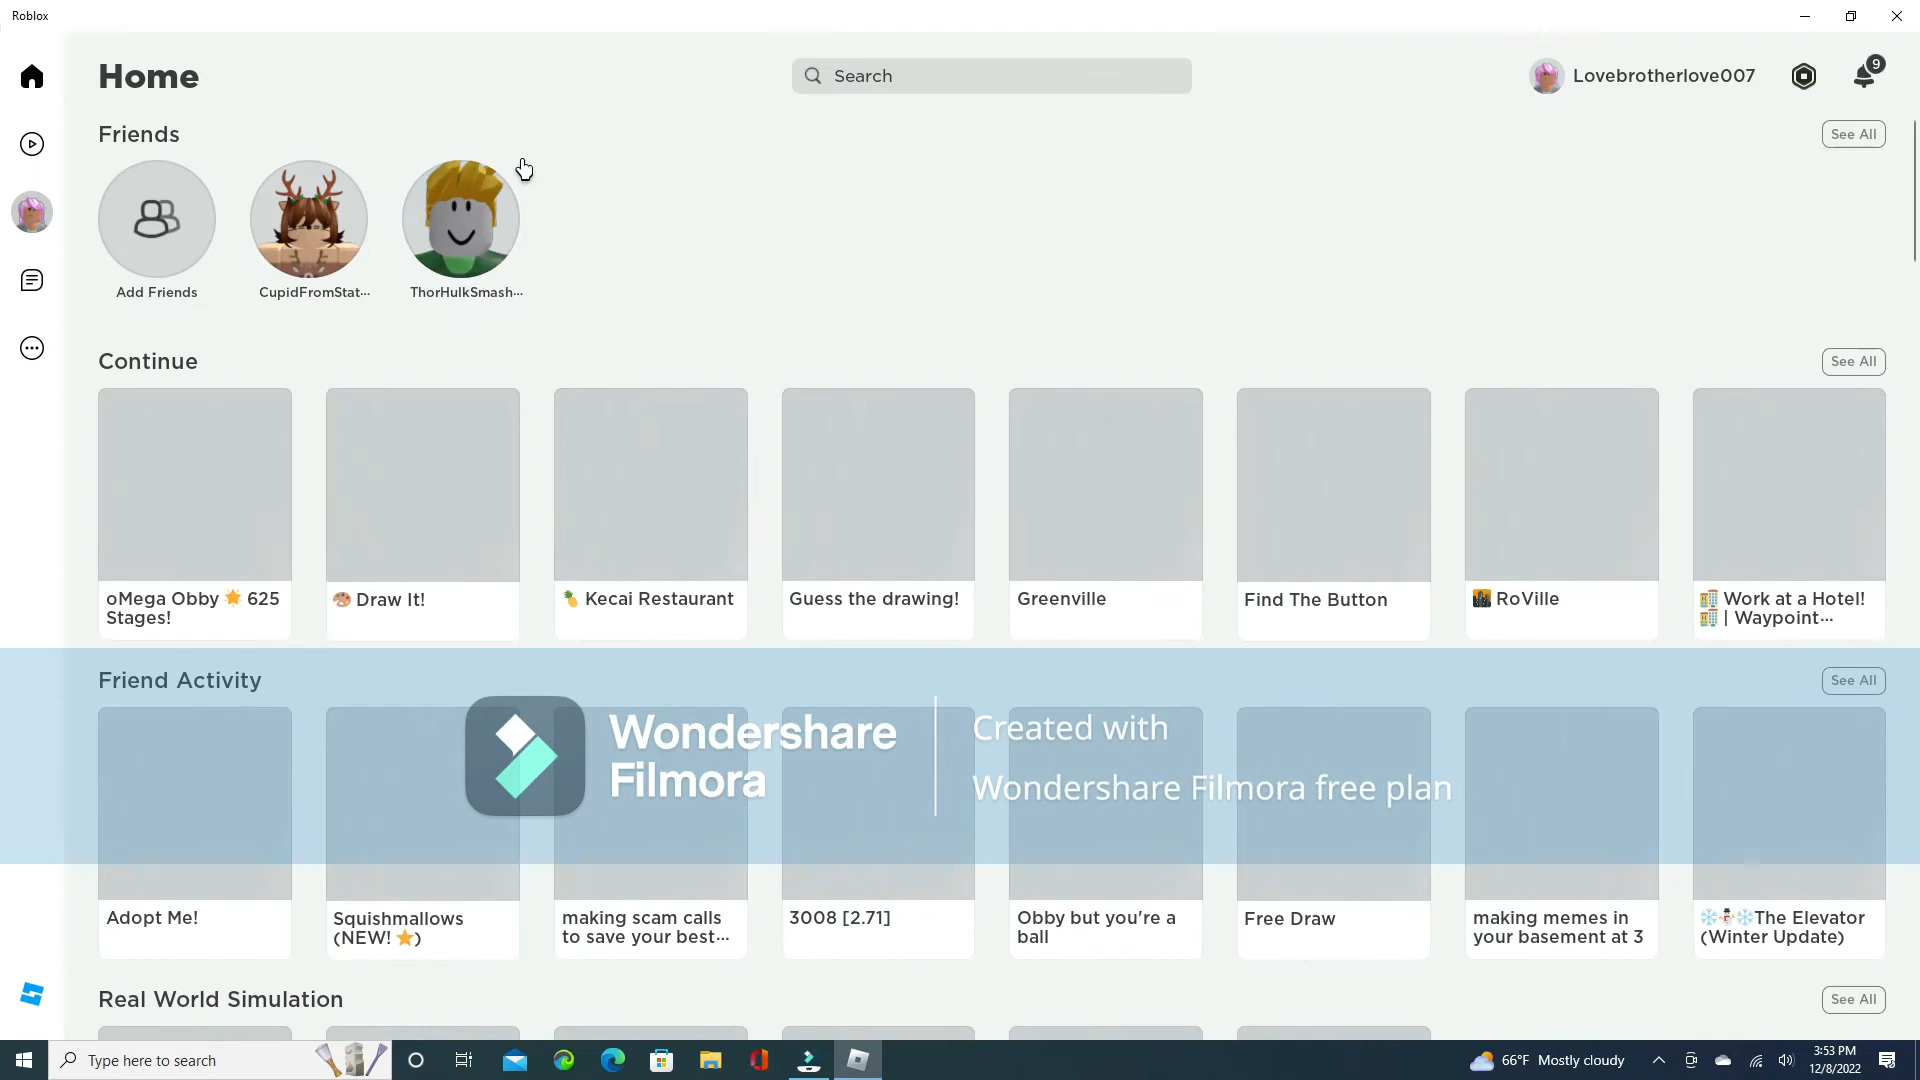 Roblox
Home
Search
Lovebrotherlove007
9
Friends
See All
Add Friends
CupidFromStat...
ThorHulkSmash...
Continue
See All
oMega Obby 🌟 625
Stages!
🎨 Draw It!
🍍 Kecai Restaurant
Guess the drawing!
Greenville
Find The Button
🌆 RoVille
🏨 Work at a Hotel!
🏨 | Waypoint...
Friend Activity
See All
Wondershare
Filmora
Created with
Wondershare Filmora free plan
Adopt Me!
Squishmallows
(NEW! ⭐)
making scam calls
to save your best...
3008 [2.71]
Obby but you're a
ball
Free Draw
making memes in
your basement at 3
❄️⛄❄️The Elevator
(Winter Update)
Real World Simulation
See All
Type here to search
66°F Mostly cloudy
3:53 PM
12/8/2022